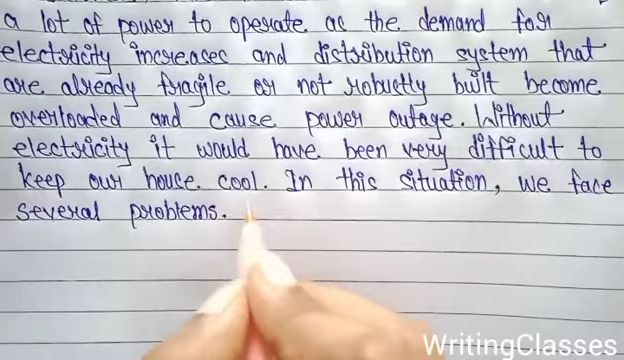 a lot of power to operate as the demand for
electricity increases and distribution system that
are already fragile or not robustly built become
overloaded and cause power outage. Without
electricity it would have been very difficult to
keep our house cool. In this situation, we face
several problems.
WritingClasses